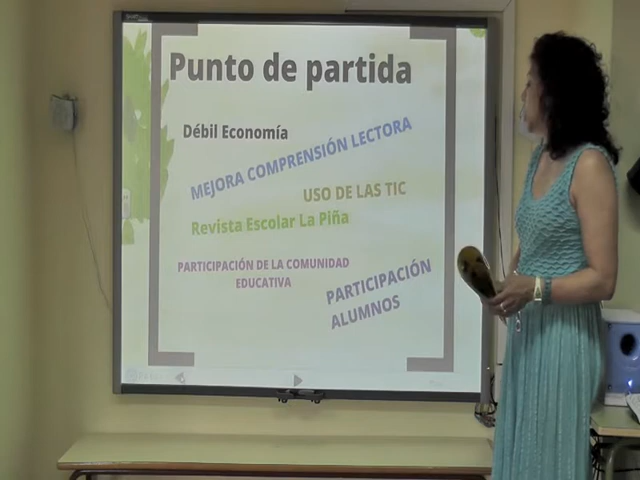 Punto de partida
Débil Economía
MEJORA COMPRENSIÓN LECTORA
USO DE LAS TIC
Revista Escolar La Piña
PARTICIPACIÓN DE LA COMUNIDAD
EDUCATIVA
PARTICIPACIÓN
ALUMNOS